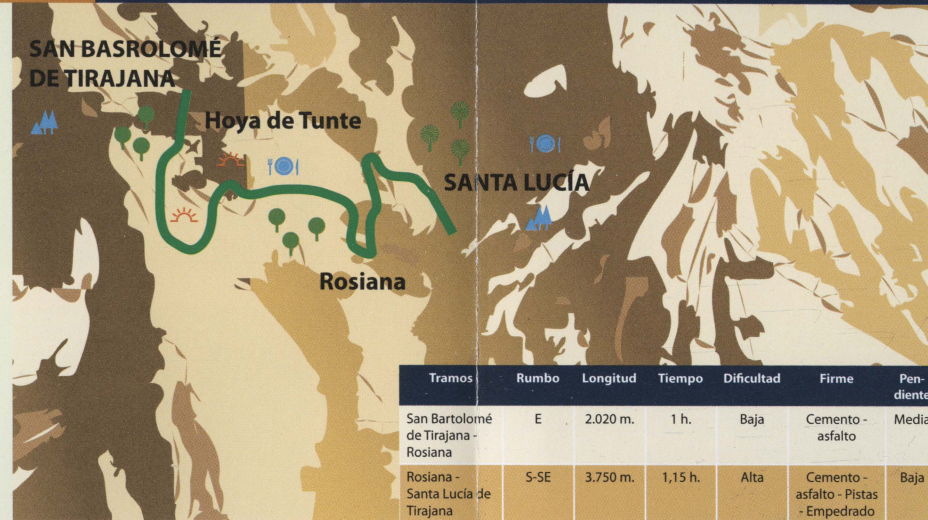 SAN BASROLOMÉ
DE TIRAJANA
Hoya de Tunte
SANTA LUCÍA
Rosiana
Tramos Rumbo Longitud Tiempo Dificultad Firme Pen-
diente
San Bartolomé E 2.020 m. 1 h. Baja Cemento - Media
de Tirajana - asfalto
Rosiana
Rosiana - S-SE 3.750 m. 1,15 h. Alta Cemento - Baja
Santa Lucía de asfalto - Pistas
Tirajana - Empedrado